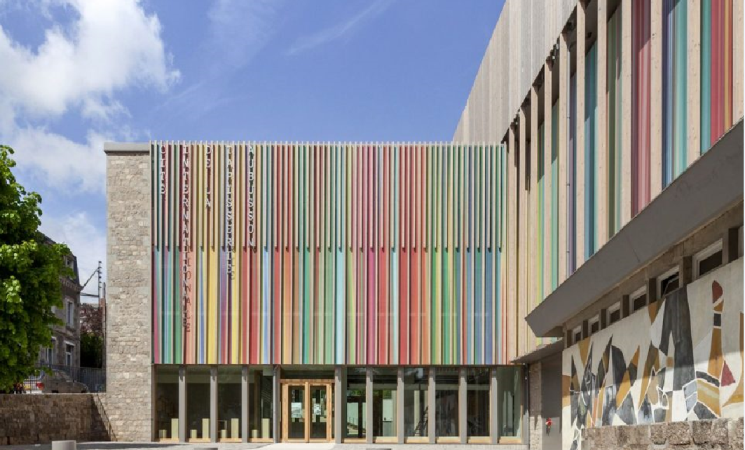 CITÉ
INTERNATIONALE
DE LA
TAPISSERIE
AUBUSSON